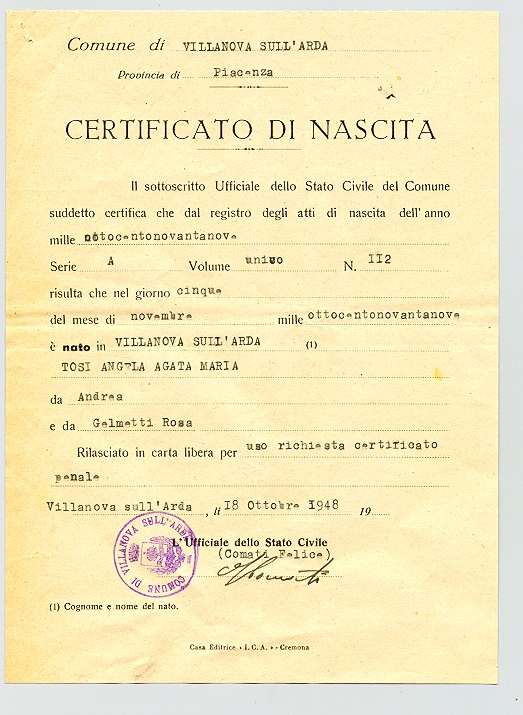 Comune di VILLANOVA SULL'ARDA
Provincia di Piacenza
CERTIFICATO DI NASCITA
Il sottoscritto Ufficiale dello Stato Civile del Comune
suddetto certifica che dal registro degli atti di nascita dell'anno
mille ottocentonovantanove
Serie A Volume unico N. 112
risulta che nel giorno cinque
del mese di novembre mille ottocentonovantanove
è nato in VILLANOVA SULL'ARDA (1)
TOSI ANGELA AGATA MARIA
da Andrea
e da Galmetti Rosa
Rilasciato in carta libera per uso richiesta certificato
penale
Villanova sull'Arda, li 18 Ottobre 1948 19
L'Ufficiale dello Stato Civile
(Comati Felice)
COMUNE DI VILLANOVA SULL'ARDA
(1) Cognome e nome del nato.
Casa Editrice « I. C. A. » - Cremona